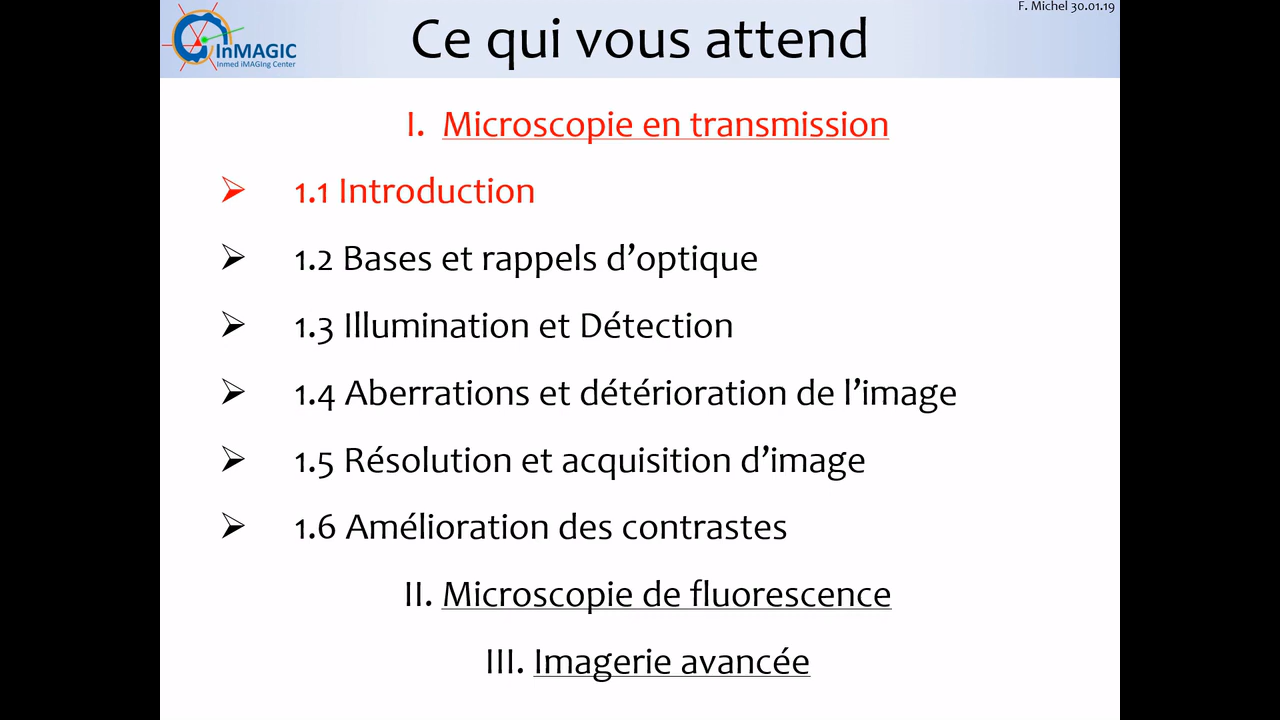 F. Michel 30.01.19
InMAGIC
Inmed iMAGIng Center
Ce qui vous attend
I. Microscopie en transmission
➢ 1.1 Introduction
➢ 1.2 Bases et rappels d’optique
➢ 1.3 Illumination et Détection
➢ 1.4 Aberrations et détérioration de l’image
➢ 1.5 Résolution et acquisition d’image
➢ 1.6 Amélioration des contrastes
II. Microscopie de fluorescence
III. Imagerie avancée